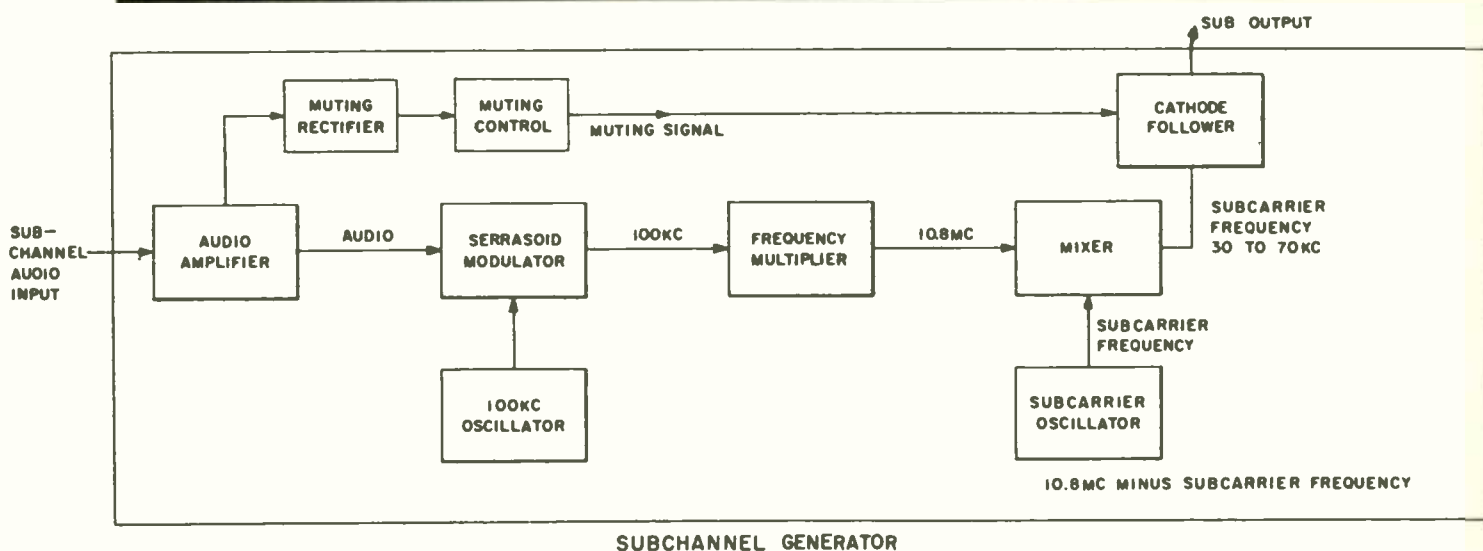 SUB OUTPUT
MUTING
RECTIFIER
MUTING
CONTROL
MUTING SIGNAL
CATHODE
FOLLOWER
SUB-
CHANNEL
AUDIO
INPUT
AUDIO
AMPLIFIER
AUDIO
SERRASOID
MODULATOR
100KC
FREQUENCY
MULTIPLIER
10.8MC
MIXER
SUBCARRIER
FREQUENCY
30 TO 70KC
SUBCARRIER
FREQUENCY
100KC
OSCILLATOR
SUBCARRIER
OSCILLATOR
10.8MC MINUS SUBCARRIER FREQUENCY
SUBCHANNEL GENERATOR